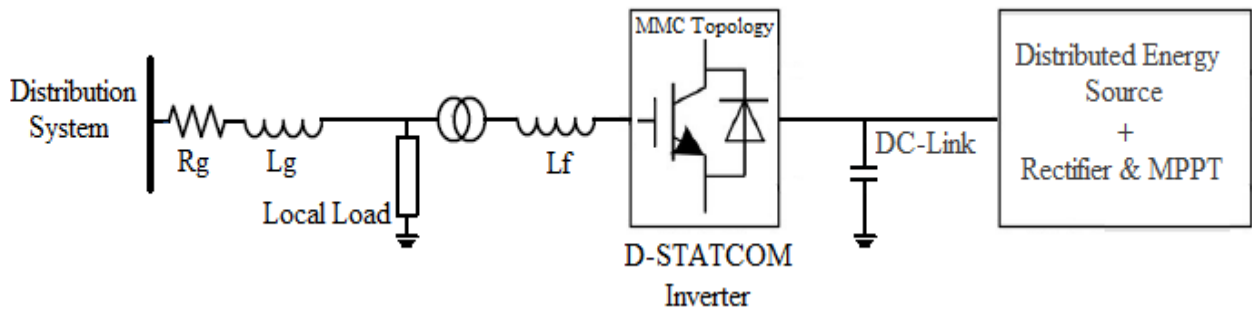 Distribution
System
Rg
Lg
Local Load
Lf
MMC Topology
D-STATCOM
Inverter
DC-Link
Distributed Energy
Source
+
Rectifier & MPPT